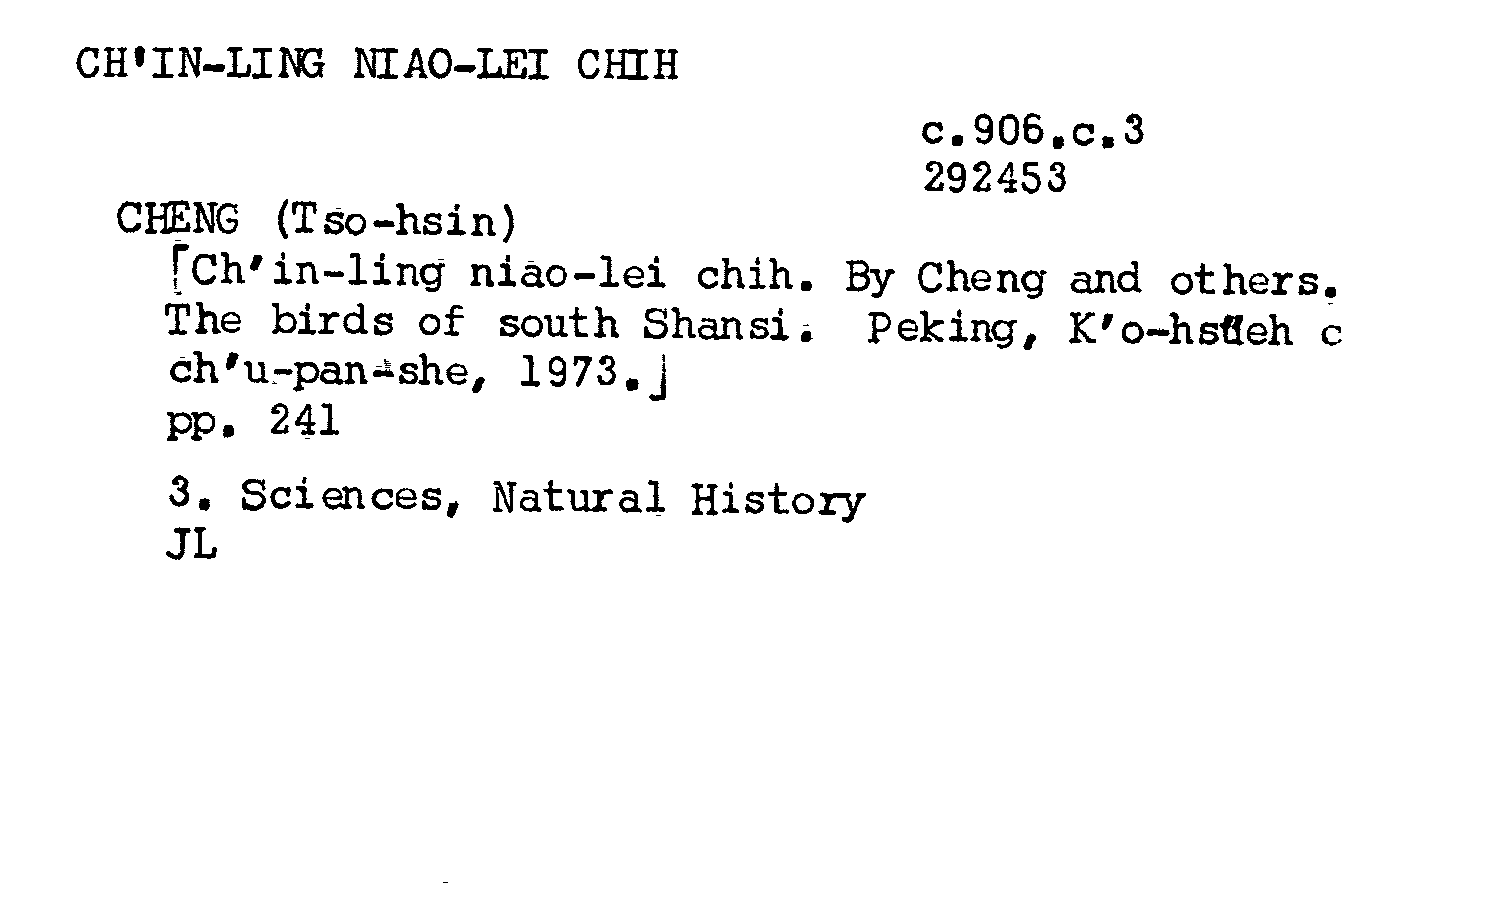 CH'IN-LING NIAO-LEI CHIH
c.906.c.3
292453
CHENG (Tso-hsin)
⌈Ch'in-ling niao-lei chih. By Cheng and others.
The birds of south Shansi. Peking, K'o-hsüeh c
ch'u-pan-she, 1973.⌋
pp. 241
3. Sciences, Natural History
JL